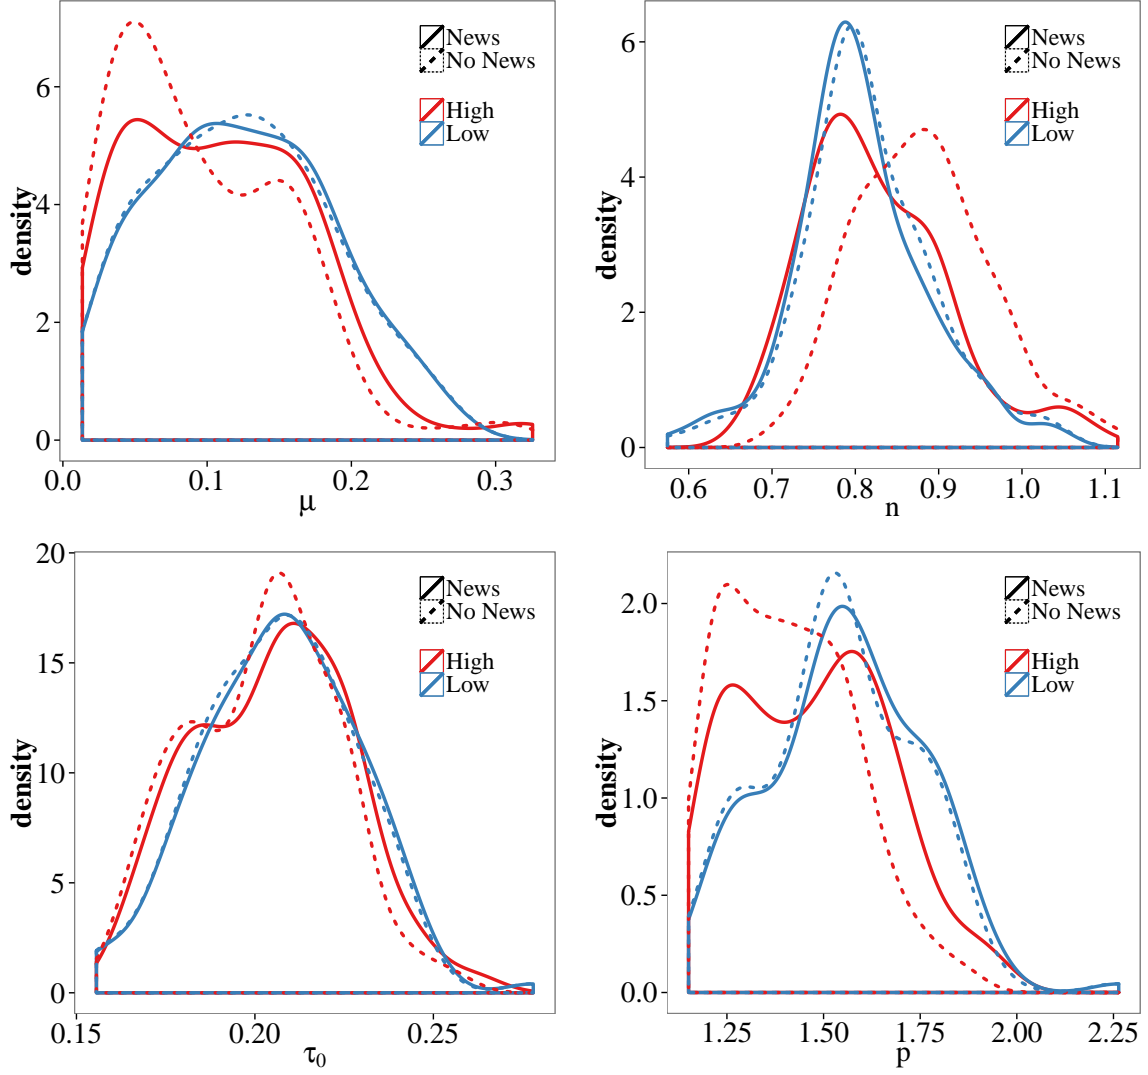 density
6
4
2
0
0.0 0.1 0.2 0.3
μ
News
No News
High
Low
density
6
4
2
0
0.6 0.7 0.8 0.9 1.0 1.1
n
News
No News
High
Low
density
20
15
10
5
0
0.15 0.20 0.25
τ₀
News
No News
High
Low
density
2.0
1.5
1.0
0.5
0.0
1.25 1.50 1.75 2.00 2.25
p
News
No News
High
Low